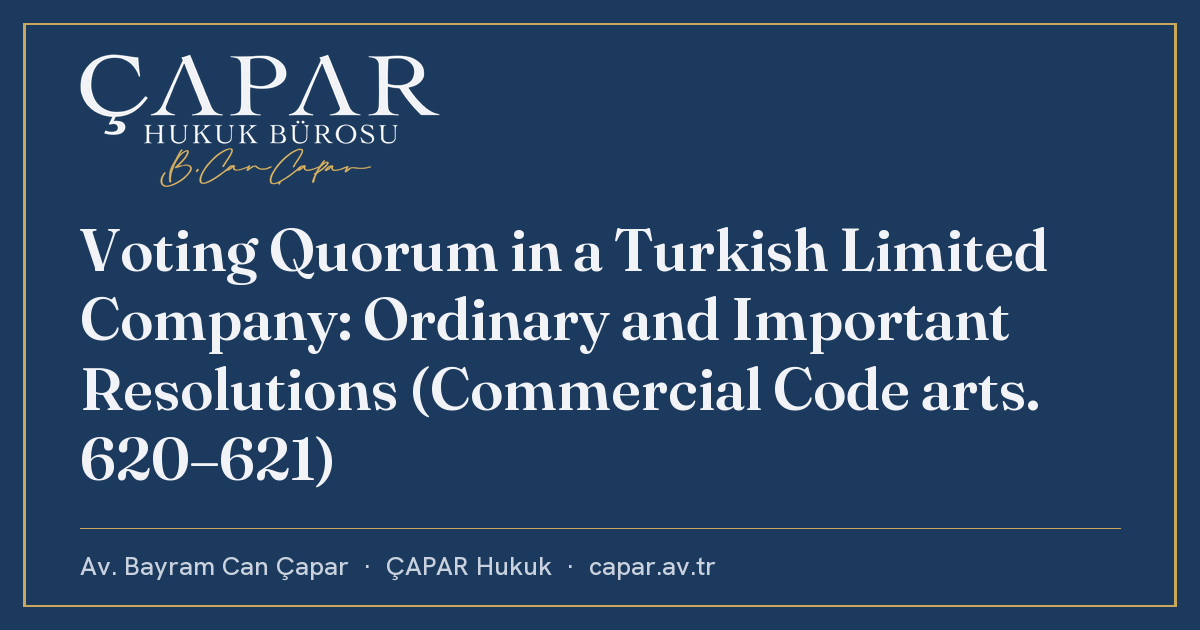 ÇAPAR
HUKUK BÜROSU
B. Can Çapar
Voting Quorum in a Turkish Limited
Company: Ordinary and Important
Resolutions (Commercial Code arts.
620–621)
Av. Bayram Can Çapar · ÇAPAR Hukuk · capar.av.tr